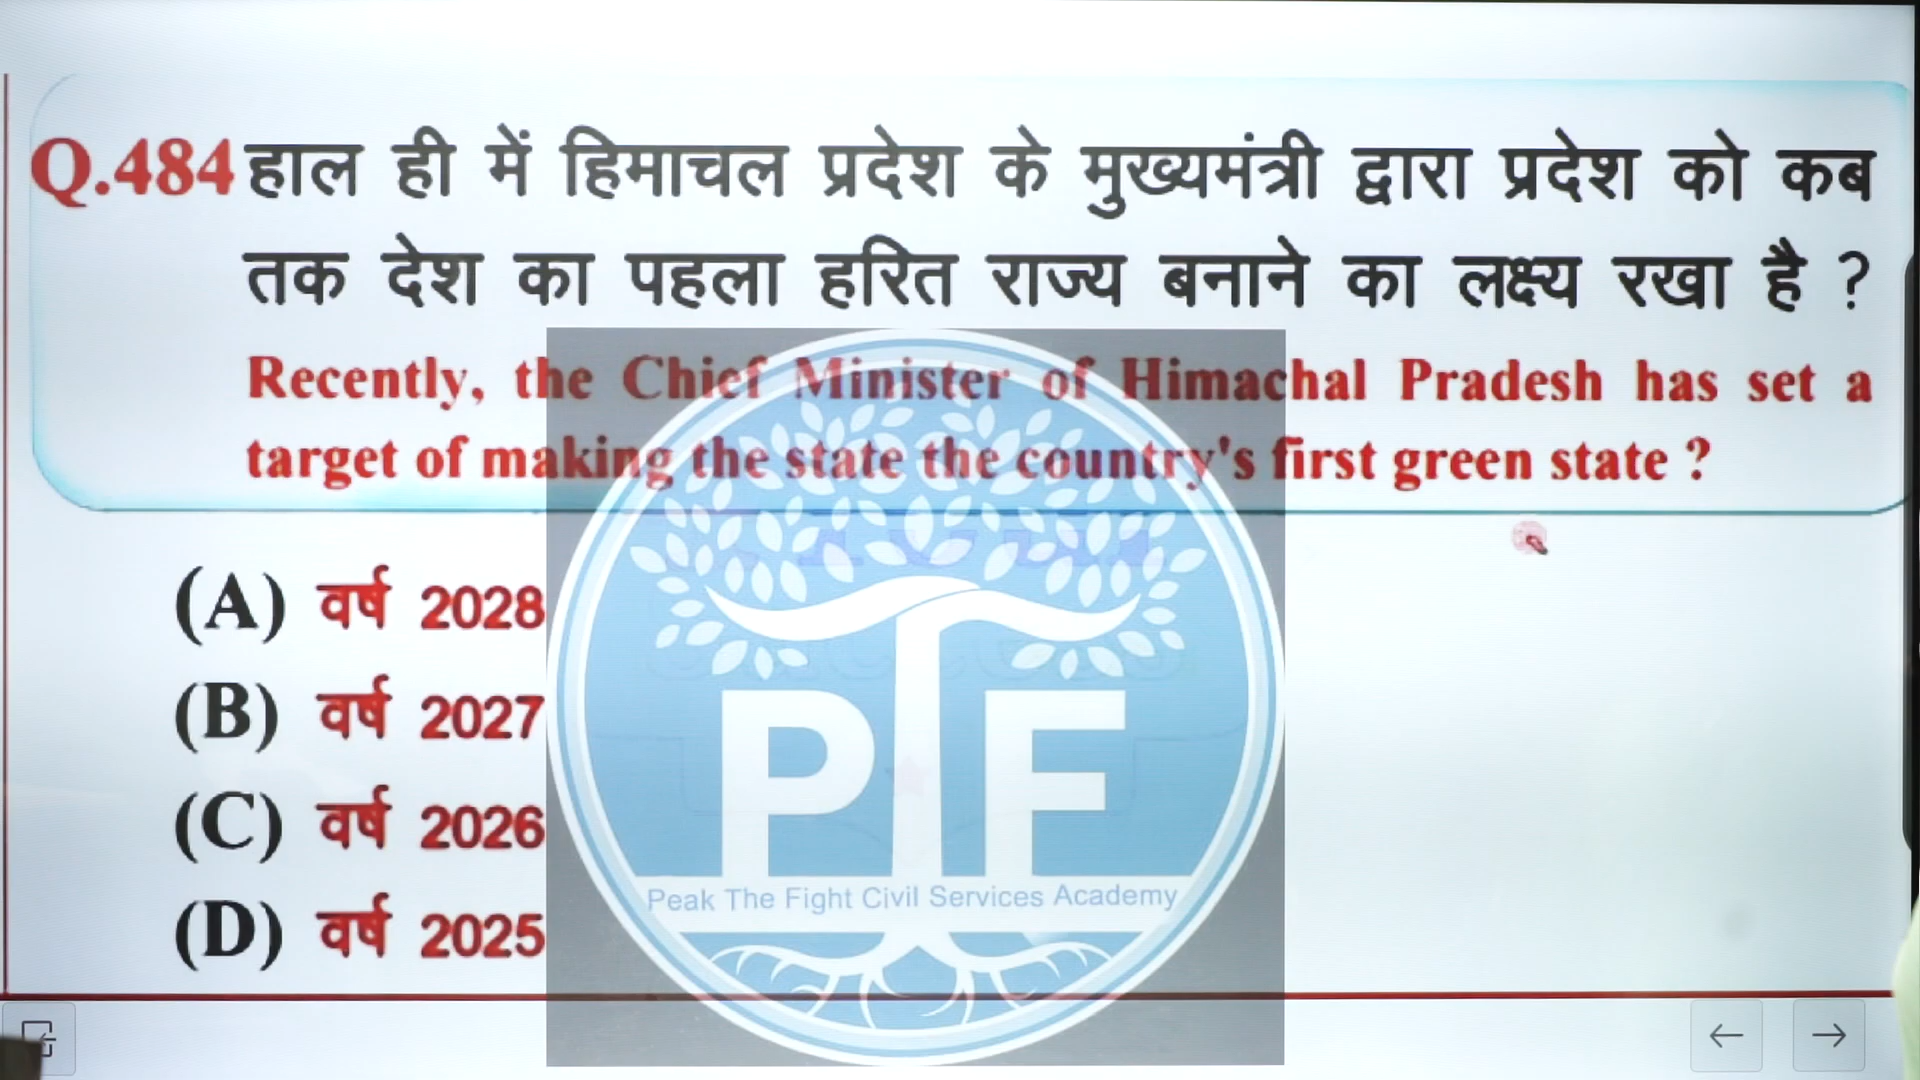 Q.484 हाल ही में हिमाचल प्रदेश के मुख्यमंत्री द्वारा प्रदेश को कब
तक देश का पहला हरित राज्य बनाने का लक्ष्य रखा है ?
Recently, the Chief Minister of Himachal Pradesh has set a
target of making the state the country's first green state ?
(A) वर्ष 2028
(B) वर्ष 2027
(C) वर्ष 2026
(D) वर्ष 2025
PTF
Peak The Fight Civil Services Academy